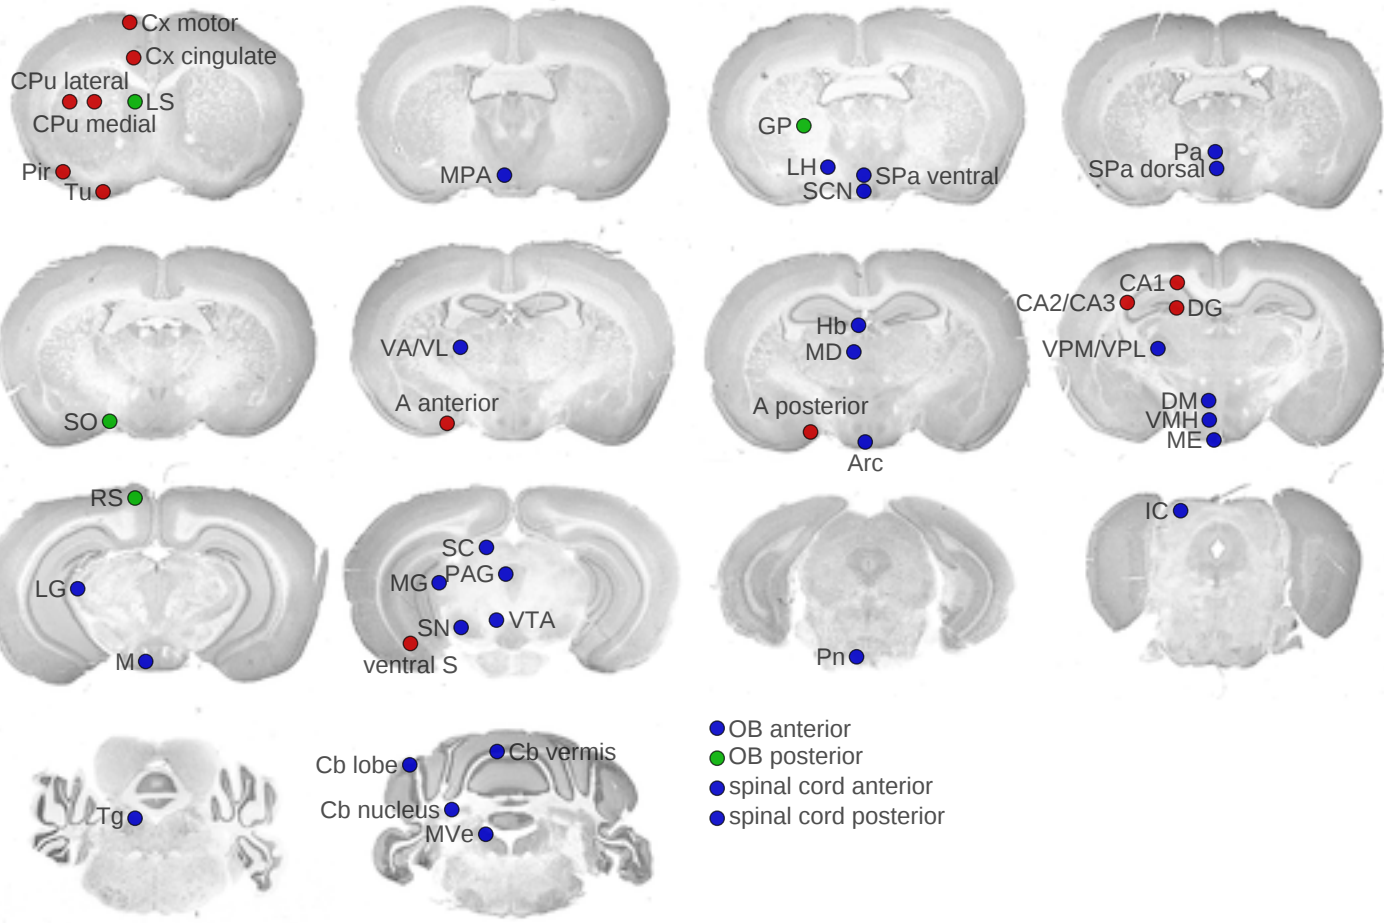 Cx motor
Cx cingulate
CPu lateral
LS
CPu medial
Pir
Tu
MPA
GP
LH
SPa ventral
SCN
Pa
SPa dorsal
SO
VA/VL
A anterior
Hb
MD
A posterior
Arc
CA1
CA2/CA3
DG
VPM/VPL
DM
VMH
ME
RS
LG
M
SC
MG
PAG
SN
VTA
ventral S
Pn
IC
Tg
Cb lobe
Cb vermis
Cb nucleus
MVe
OB anterior
OB posterior
spinal cord anterior
spinal cord posterior